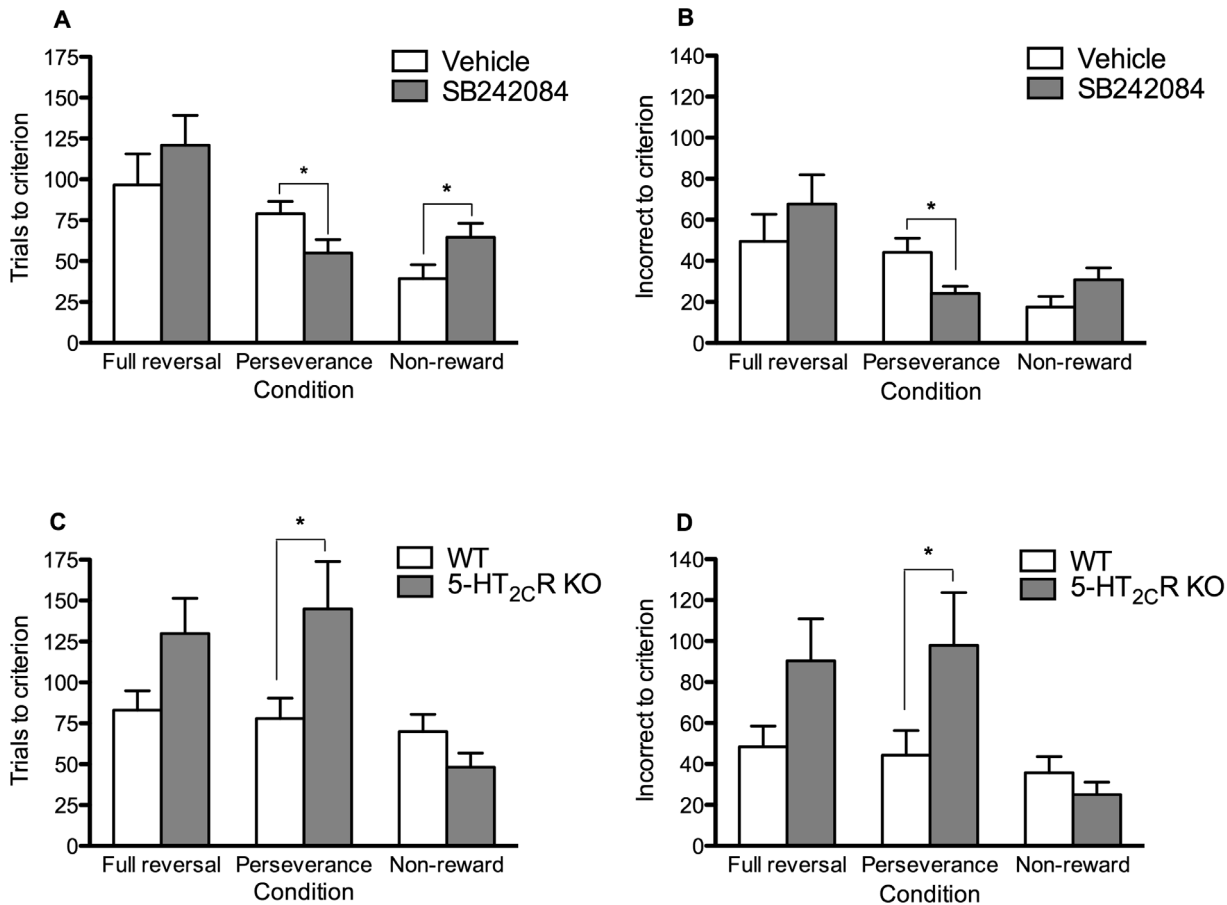 A
Vehicle
SB242084
175
150
125
100
75
50
25
0
Trials to criterion
*
*
Full reversal Perseverance Non-reward
Condition
B
Vehicle
SB242084
140
120
100
80
60
40
20
0
Incorrect to criterion
*
Full reversal Perseverance Non-reward
Condition
C
WT
5-HT2CR KO
175
150
125
100
75
50
25
0
Trials to criterion
*
Full reversal Perseverance Non-reward
Condition
D
WT
5-HT2CR KO
140
120
100
80
60
40
20
0
Incorrect to criterion
*
Full reversal Perseverance Non-reward
Condition